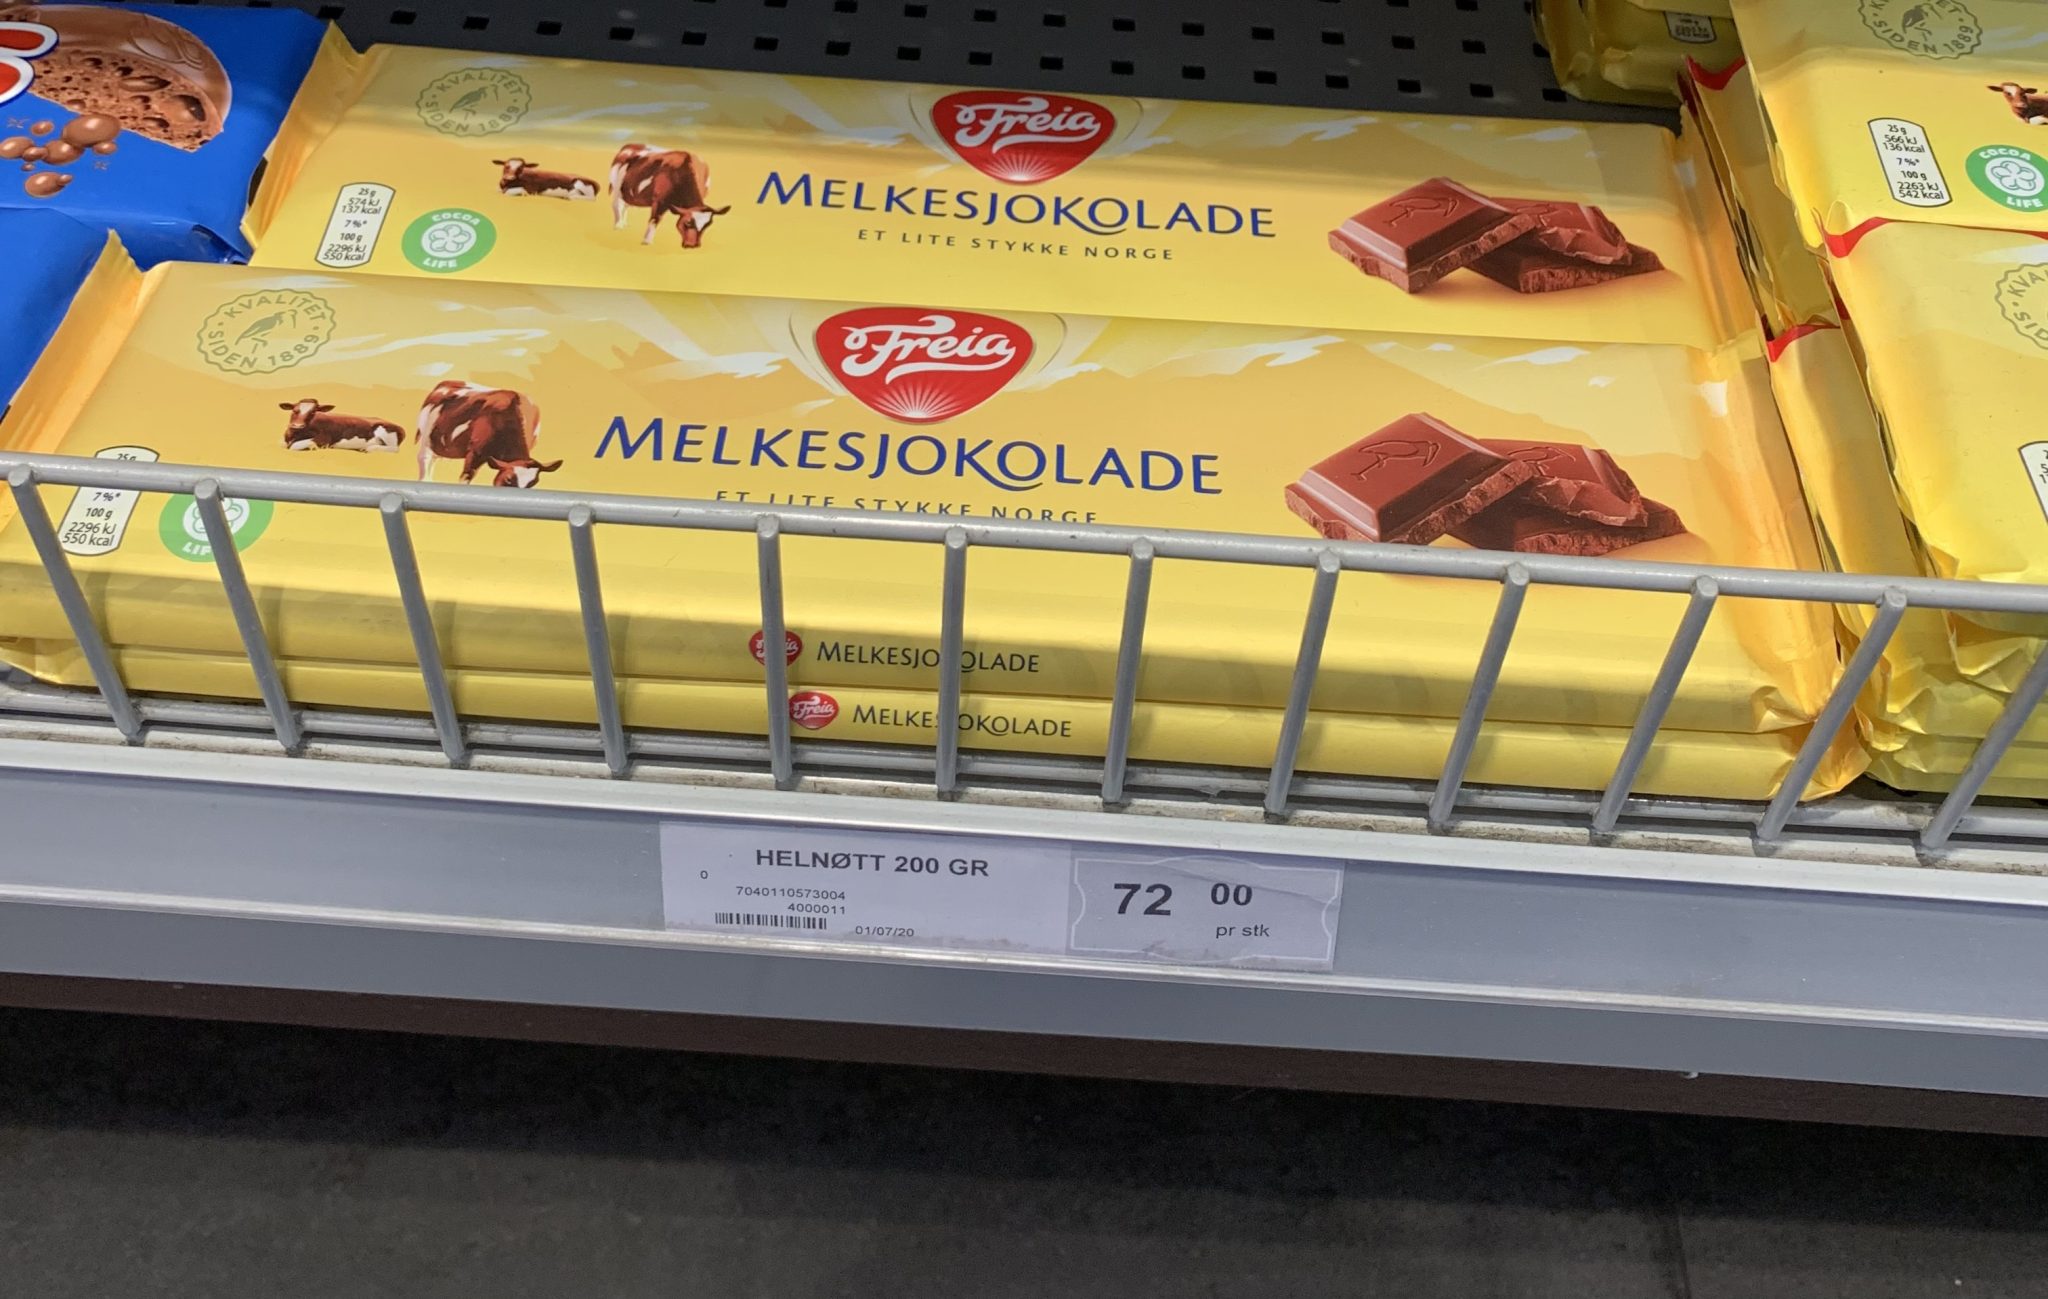 KVALITET
SIDEN 1889
Freia
MELKESJOKOLADE
ET LITE STYKKE NORGE
25 g
574 kJ
137 kcal
7%*
100 g
2296 kJ
550 kcal
COCOA
LIFE
SIDEN 1889
25 g
566 kJ
136 kcal
7%*
100 g
2263 kJ
542 kcal
COCOA
LIFE
KVALITET
SIDEN 1889
Freia
MELKESJOKOLADE
ET LITE STYKKE NORGE
7%*
100 g
2296 kJ
550 kcal
Freia MELKESJOKOLADE
Freia MELKESJOKOLADE
HELNØTT 200 GR
0
7040110573004
4000011
01/07/20
72 00
pr stk